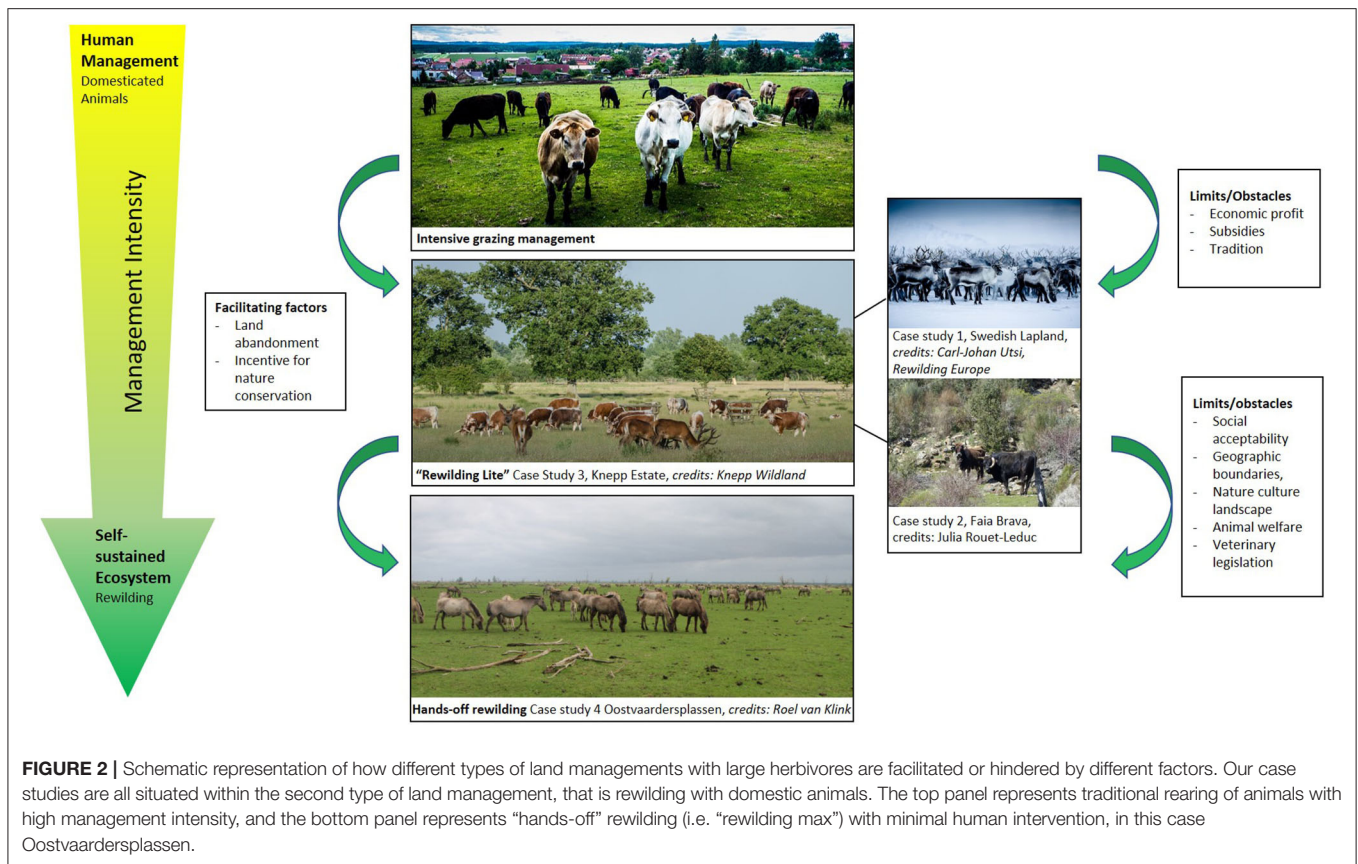 Human
Management
Domesticated
Animals
Management Intensity
Self-
sustained
Ecosystem
Rewilding
Facilitating factors
- Land
abandonment
- Incentive for
nature
conservation
Intensive grazing management
"Rewilding Lite" Case Study 3, Knepp Estate, credits: Knepp Wildland
Hands-off rewilding Case study 4 Oostvaardersplassen, credits: Roel van Klink
Case study 1, Swedish Lapland,
credits: Carl-Johan Utsi,
Rewilding Europe
Case study 2, Faia Brava,
credits: Julia Rouet-Leduc
Limits/Obstacles
- Economic profit
- Subsidies
- Tradition
Limits/obstacles
- Social
acceptability
- Geographic
boundaries,
- Nature culture
landscape
- Animal welfare
- Veterinary
legislation
FIGURE 2 | Schematic representation of how different types of land managements with large herbivores are facilitated or hindered by different factors. Our case
studies are all situated within the second type of land management, that is rewilding with domestic animals. The top panel represents traditional rearing of animals with
high management intensity, and the bottom panel represents "hands-off" rewilding (i.e. "rewilding max") with minimal human intervention, in this case
Oostvaardersplassen.